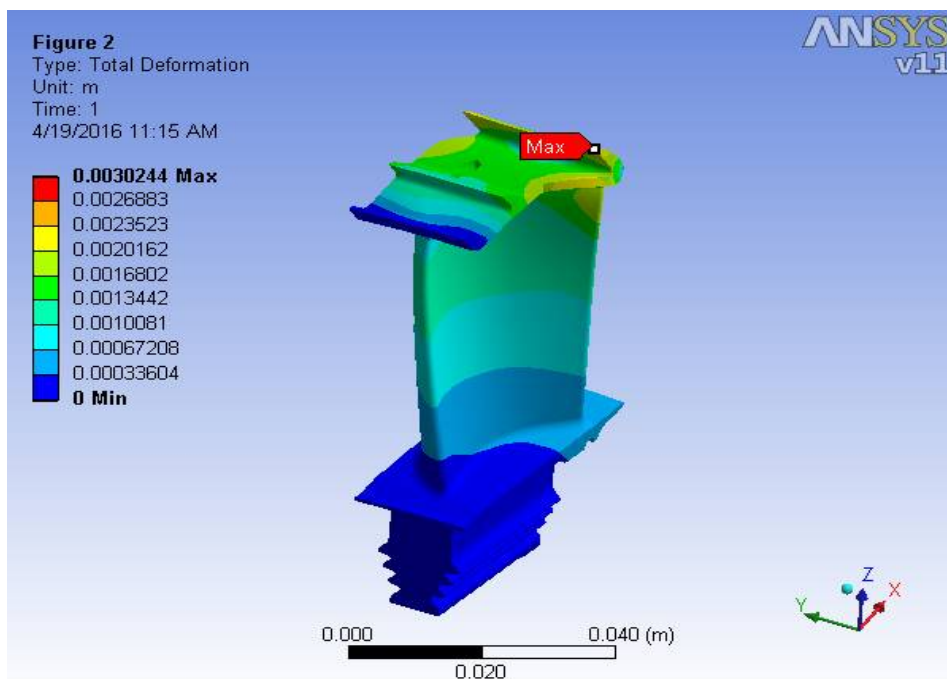 Figure 2
Type: Total Deformation
Unit: m
Time: 1
4/19/2016 11:15 AM
ANSYS
v11
0.0030244 Max
0.0026883
0.0023523
0.0020162
0.0016802
0.0013442
0.0010081
0.00067208
0.00033604
0 Min
Max
0.000
0.040 (m)
0.020
Z
X
Y